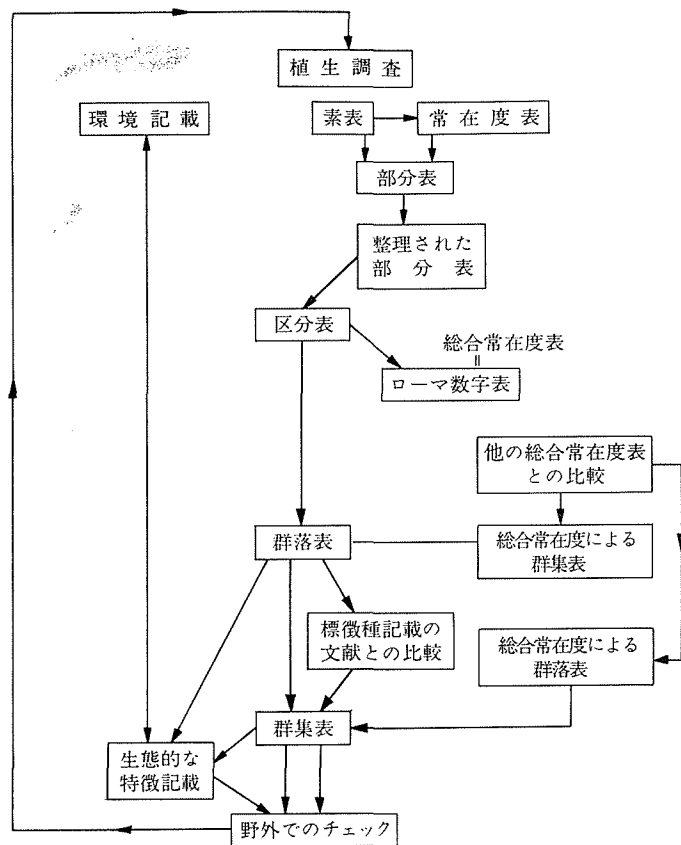 植生調査
環境記載
素表
常在度表
部分表
整理された
部分表
区分表
総合常在度表
=
ローマ数字表
他の総合常在度表
との比較
群落表
総合常在度による
群集表
標徴種記載の
文献との比較
総合常在度による
群落表
群集表
生態的な
特徴記載
野外でのチェック